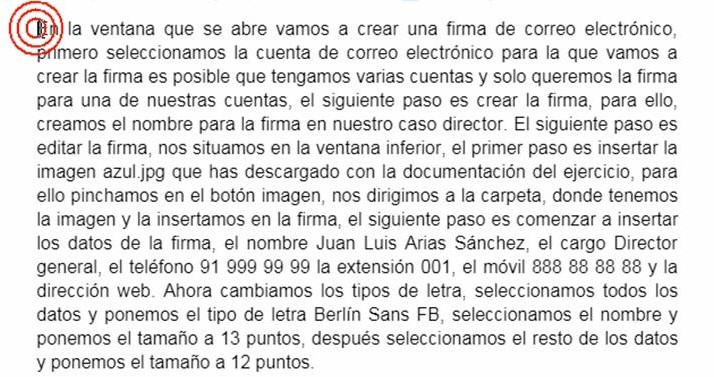 En la ventana que se abre vamos a crear una firma de correo electrónico,
primero seleccionamos la cuenta de correo electrónico para la que vamos a
crear la firma es posible que tengamos varias cuentas y solo queremos la firma
para una de nuestras cuentas, el siguiente paso es crear la firma, para ello,
creamos el nombre para la firma en nuestro caso director. El siguiente paso es
editar la firma, nos situamos en la ventana inferior, el primer paso es insertar la
imagen azul.jpg que has descargado con la documentación del ejercicio, para
ello pinchamos en el botón imagen, nos dirigimos a la carpeta, donde tenemos
la imagen y la insertamos en la firma, el siguiente paso es comenzar a insertar
los datos de la firma, el nombre Juan Luis Arias Sánchez, el cargo Director
general, el teléfono 91 999 99 99 la extensión 001, el móvil 888 88 88 88 y la
dirección web. Ahora cambiamos los tipos de letra, seleccionamos todos los
datos y ponemos el tipo de letra Berlín Sans FB, seleccionamos el nombre y
ponemos el tamaño a 13 puntos, después seleccionamos el resto de los datos
y ponemos el tamaño a 12 puntos.